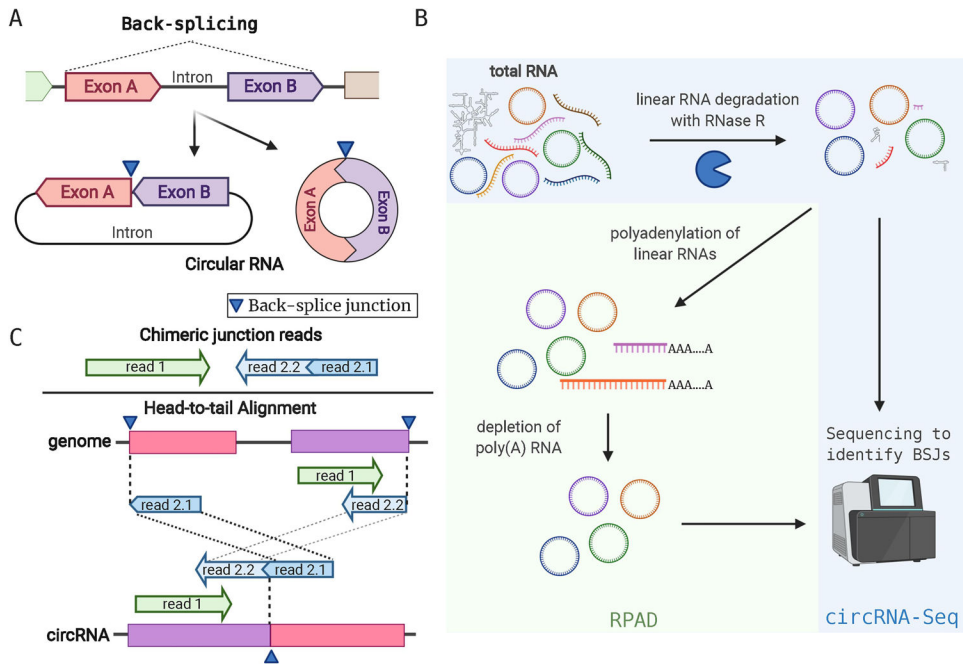 A
Back-splicing
Exon A
Intron
Exon B
Exon A
Exon B
Intron
Exon A
Exon B
Circular RNA
Back-splice junction
B
total RNA
linear RNA degradation
with RNase R
polyadenylation of
linear RNAs
AAA....A
AAA....A
depletion of
poly(A) RNA
Sequencing to
identify BSJs
RPAD
circRNA-Seq
C
Chimeric junction reads
read 1
read 2.2
read 2.1
Head-to-tail Alignment
genome
read 1
read 2.1
read 2.2
read 2.2
read 2.1
read 1
circRNA